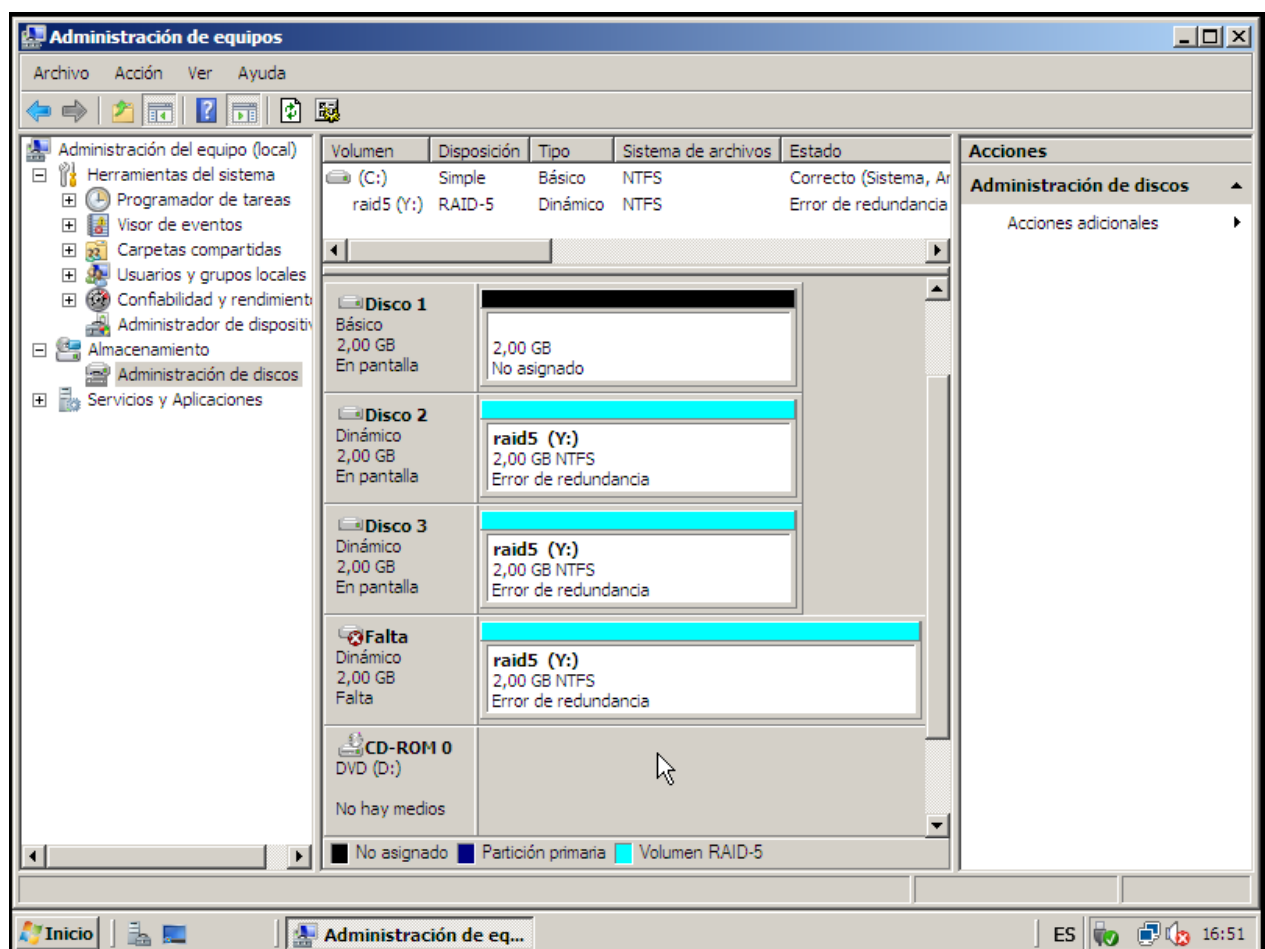 Administración de equipos
Archivo Acción Ver Ayuda
Administración del equipo (local)
Herramientas del sistema
Programador de tareas
Visor de eventos
Carpetas compartidas
Usuarios y grupos locales
Confiabilidad y rendimient
Administrador de dispositiv
Almacenamiento
Administración de discos
Servicios y Aplicaciones
Volumen Disposición Tipo Sistema de archivos Estado
(C:) Simple Básico NTFS Correcto (Sistema, Ar
raid5 (Y:) RAID-5 Dinámico NTFS Error de redundancia
Disco 1
Básico
2,00 GB
En pantalla
2,00 GB
No asignado
Disco 2
Dinámico
2,00 GB
En pantalla
raid5 (Y:)
2,00 GB NTFS
Error de redundancia
Disco 3
Dinámico
2,00 GB
En pantalla
raid5 (Y:)
2,00 GB NTFS
Error de redundancia
Falta
Dinámico
2,00 GB
Falta
raid5 (Y:)
2,00 GB NTFS
Error de redundancia
CD-ROM 0
DVD (D:)
No hay medios
No asignado Partición primaria Volumen RAID-5
Acciones
Administración de discos
Acciones adicionales
Inicio
Administración de eq...
ES
16:51